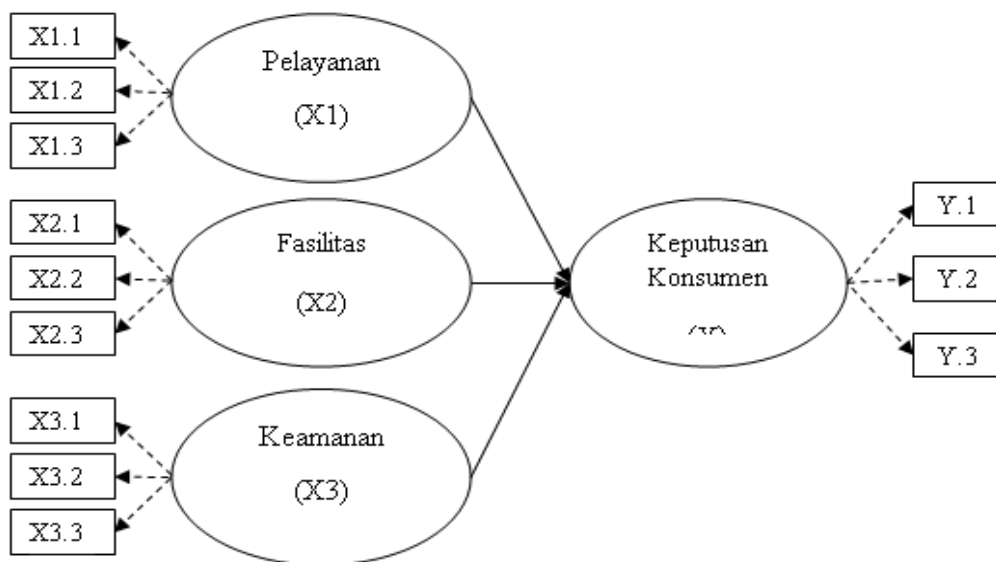 X1.1
X1.2
X1.3
Pelayanan
(X1)
X2.1
X2.2
X2.3
Fasilitas
(X2)
X3.1
X3.2
X3.3
Keamanan
(X3)
Keputusan
Konsumen
Y.1
Y.2
Y.3